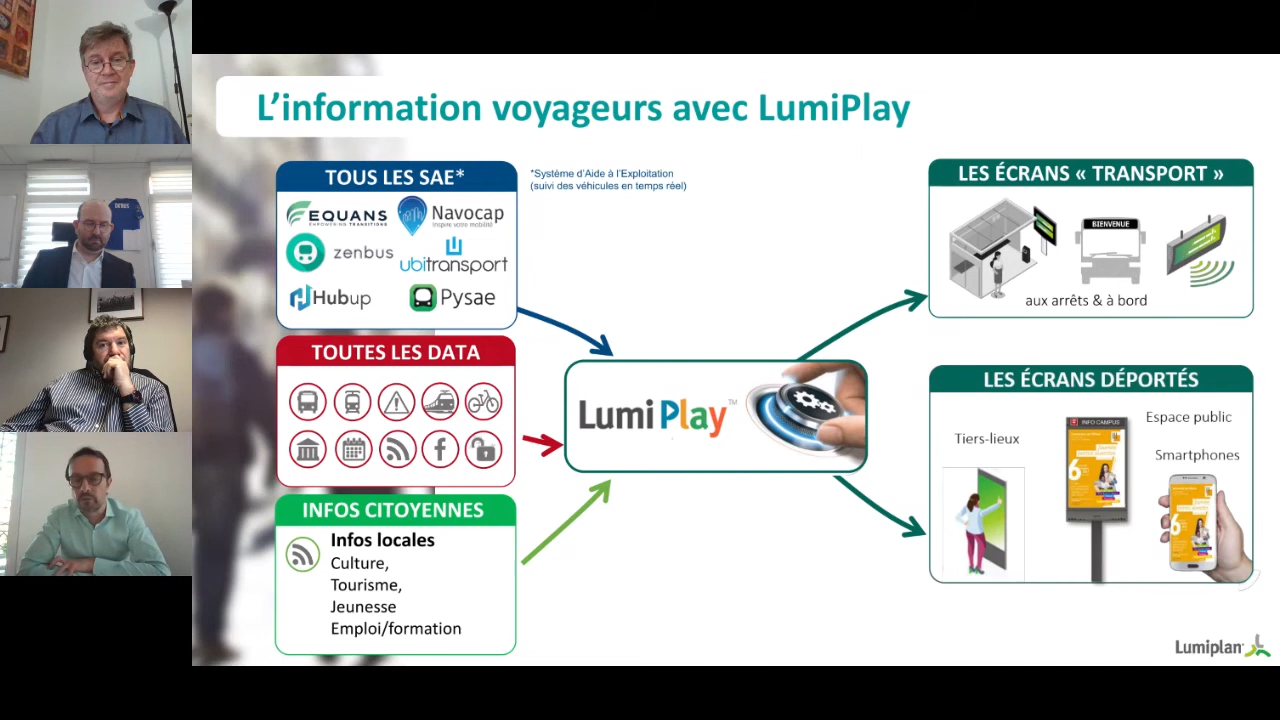 L'information voyageurs avec LumiPlay
TOUS LES SAE*
*Système d'Aide à l'Exploitation
(suivi des véhicules en temps réel)
EQUANS
EMPOWERING TRANSITIONS
Navocap
Inspire votre mobilité
zenbus
ubitransport
Hubup
Pysae
TOUTES LES DATA
INFOS CITOYENNES
Infos locales
Culture,
Tourisme,
Jeunesse
Emploi/formation
LumiPlay™
LES ÉCRANS « TRANSPORT »
BIENVENUE
aux arrêts & à bord
LES ÉCRANS DÉPORTÉS
Tiers-lieux
INFO CAMPUS
6
Espace public
Smartphones
6
Lumiplan